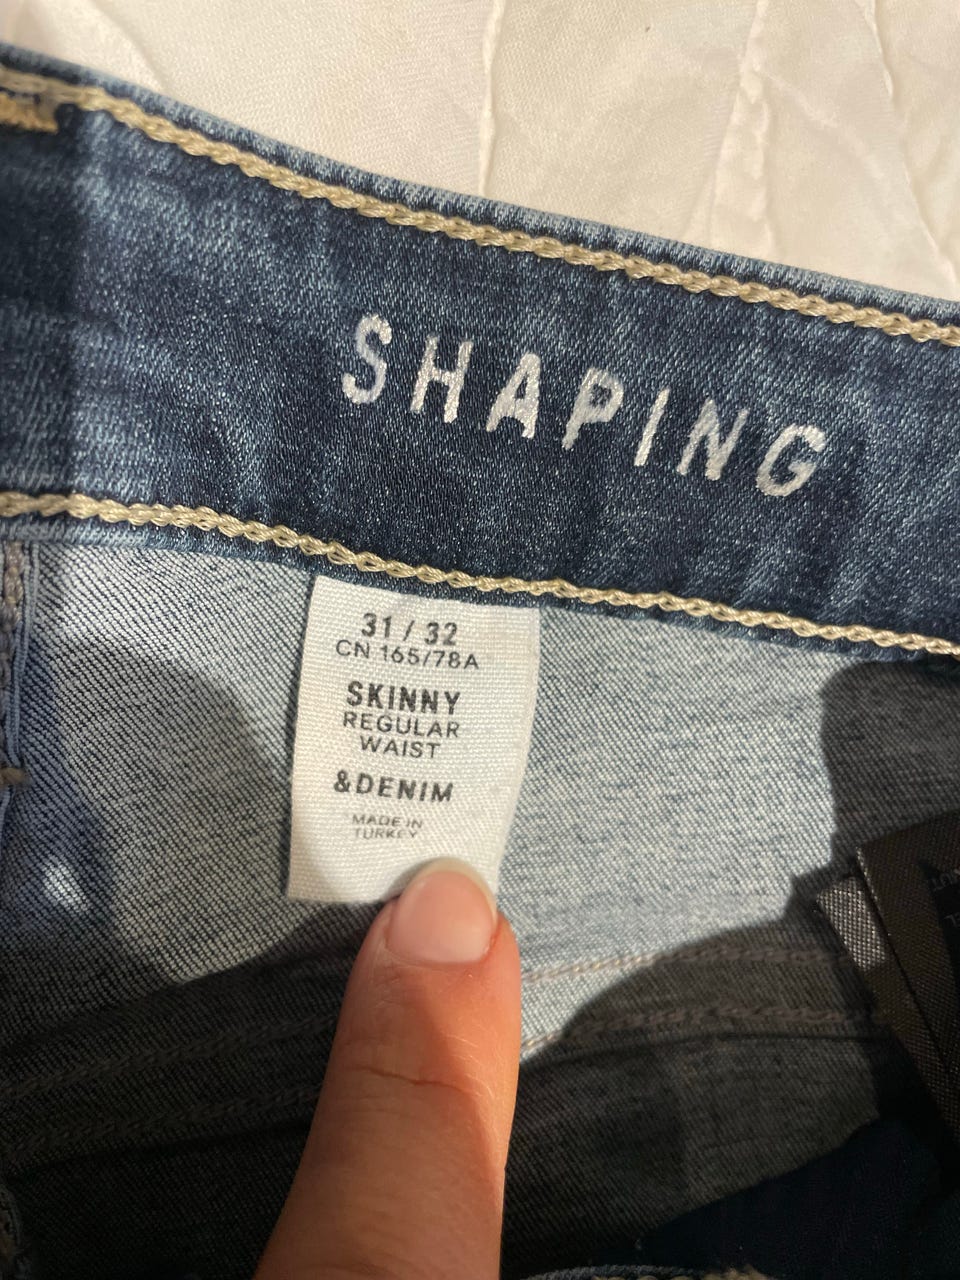 SHAPING
31 / 32
CN 165/78A
SKINNY
REGULAR
WAIST
&DENIM
MADE IN
TURKEY